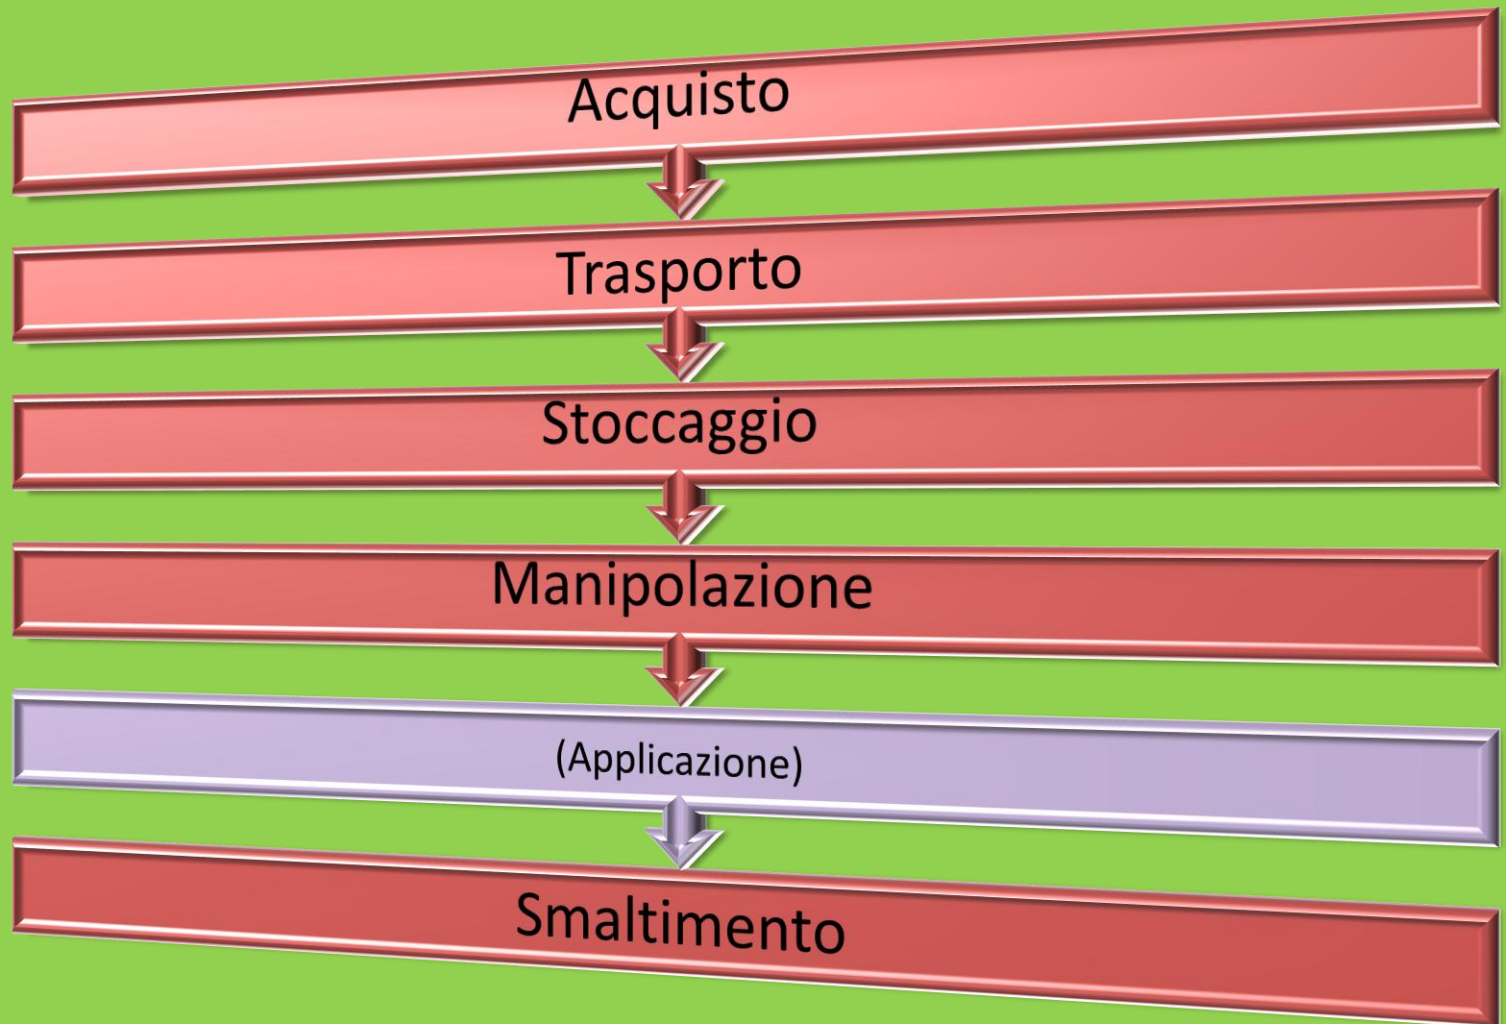 Acquisto
Trasporto
Stoccaggio
Manipolazione
(Applicazione)
Smaltimento